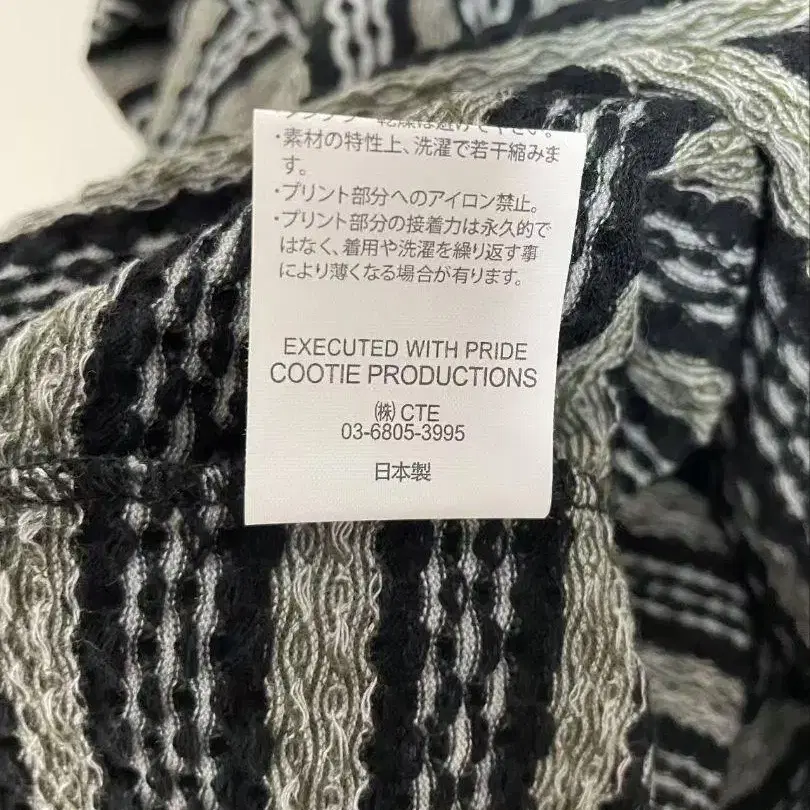 ・素材の特性上、洗濯で若干縮みま
す。
・プリント部分へのアイロン禁止。
・プリント部分の接着力は永久的で
はなく、着用や洗濯を繰り返す事
により薄くなる場合が有ります。
EXECUTED WITH PRIDE
COOTIE PRODUCTIONS
㈱ CTE
03-6805-3995
日本製